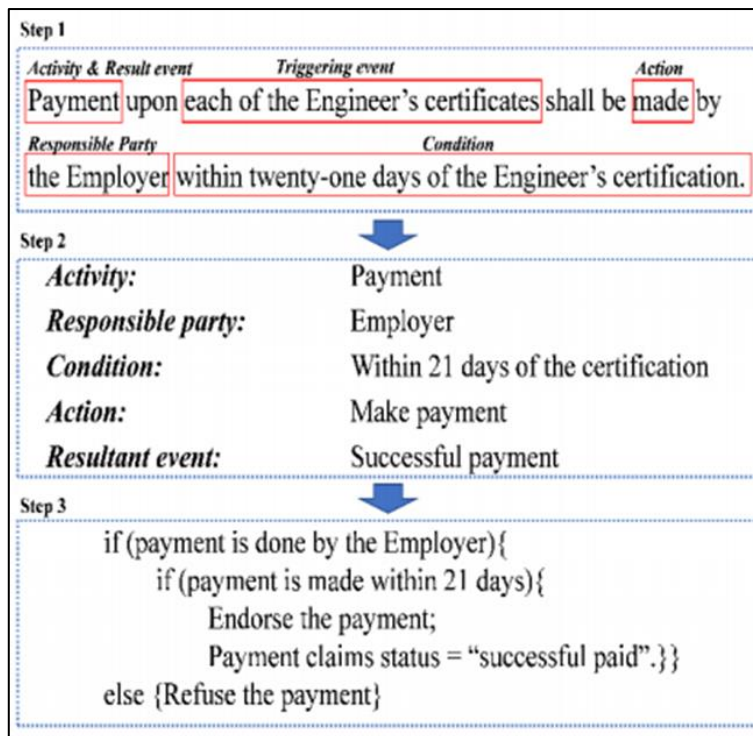 Step 1
Activity & Result event Triggering event Action
Payment upon each of the Engineer's certificates shall be made by
Responsible Party Condition
the Employer within twenty-one days of the Engineer's certification.
Step 2
Activity: Payment
Responsible party: Employer
Condition: Within 21 days of the certification
Action: Make payment
Resultant event: Successful payment
Step 3
if (payment is done by the Employer){
if (payment is made within 21 days){
Endorse the payment;
Payment claims status = “successful paid”.}}
else {Refuse the payment}